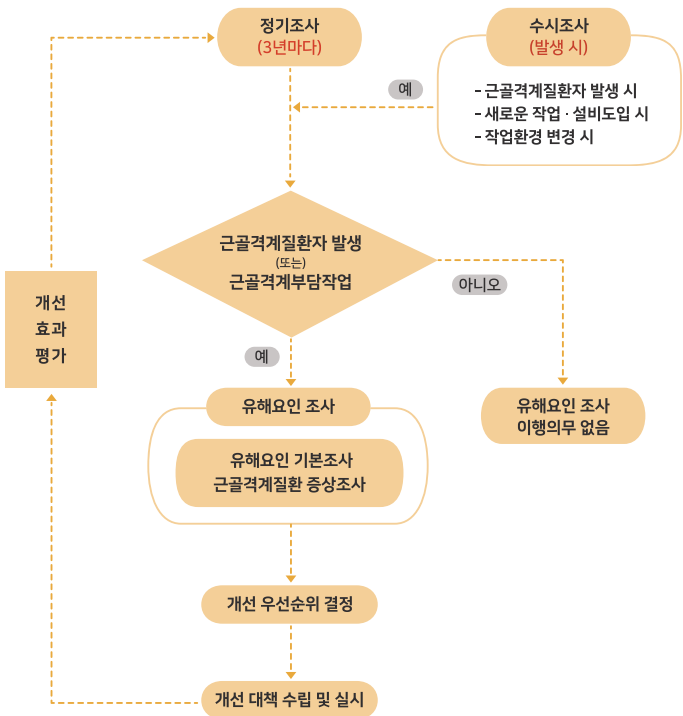 정기조사
(3년마다)
수시조사
(발생 시)
예
- 근골격계질환자 발생 시
- 새로운 작업 · 설비도입 시
- 작업환경 변경 시
근골격계질환자 발생
(또는)
근골격계부담작업
아니오
개선
효과
평가
예
유해요인 조사
유해요인 조사
이행의무 없음
유해요인 기본조사
근골격계질환 증상조사
개선 우선순위 결정
개선 대책 수립 및 실시